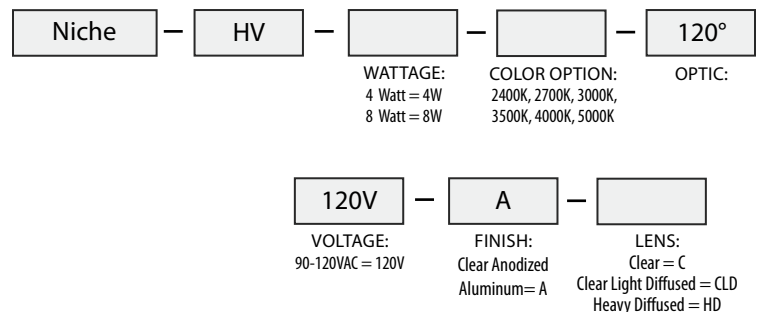 Niche — HV — — — 120°
WATTAGE: COLOR OPTION: OPTIC:
4 Watt = 4W 2400K, 2700K, 3000K,
8 Watt = 8W 3500K, 4000K, 5000K
120V — A —
VOLTAGE: FINISH: LENS:
90-120VAC = 120V Clear Anodized Clear = C
Aluminum= A Clear Light Diffused = CLD
Heavy Diffused = HD